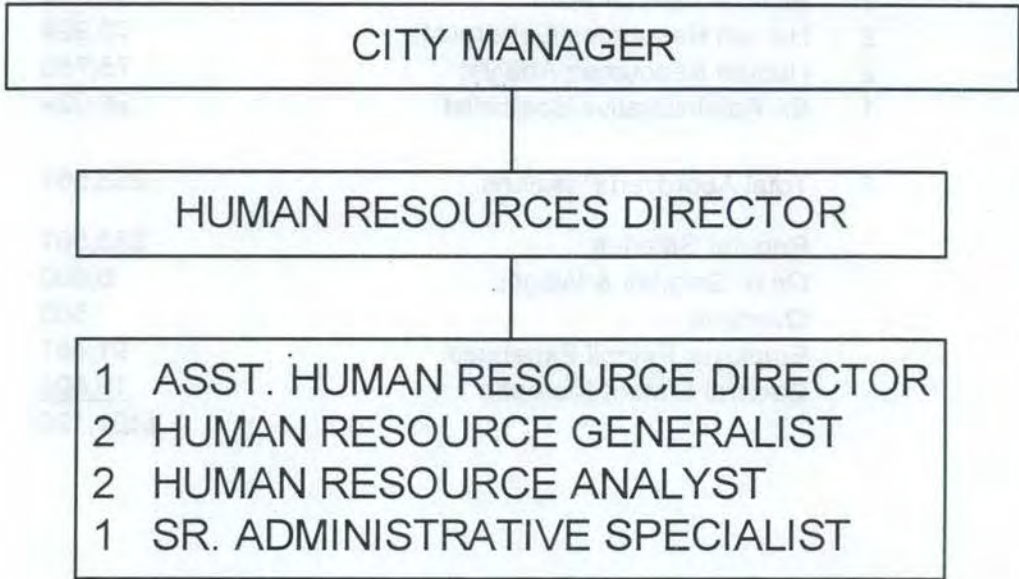 CITY MANAGER
HUMAN RESOURCES DIRECTOR
1 ASST. HUMAN RESOURCE DIRECTOR
2 HUMAN RESOURCE GENERALIST
2 HUMAN RESOURCE ANALYST
1 SR. ADMINISTRATIVE SPECIALIST